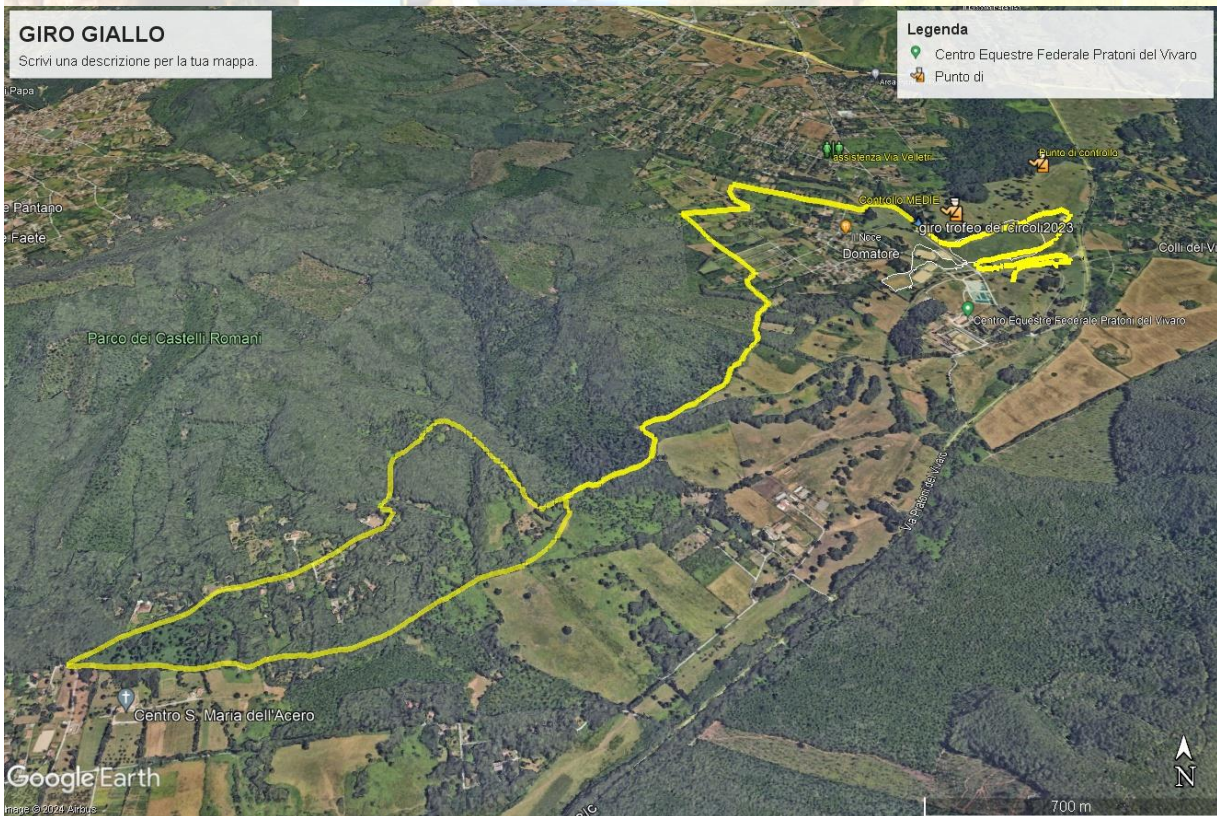 GIRO GIALLO
Scrivi una descrizione per la tua mappa.
Legenda
Centro Equestre Federale Pratoni del Vivaro
Punto di
Papa
Area
assistenza Via Velletri
Punto di controllo
Pantano
Controllo MEDIE
Faete
giro trofeo dei circoli2023
Il Noce
Domatore
Colli del
Parco dei Castelli Romani
Centro Equestre Federale Pratoni del Vivaro
Via Pratoni del Vivaro
Centro S. Maria dell'Acero
Google Earth
N
Image © 2024 Airbus
700 m